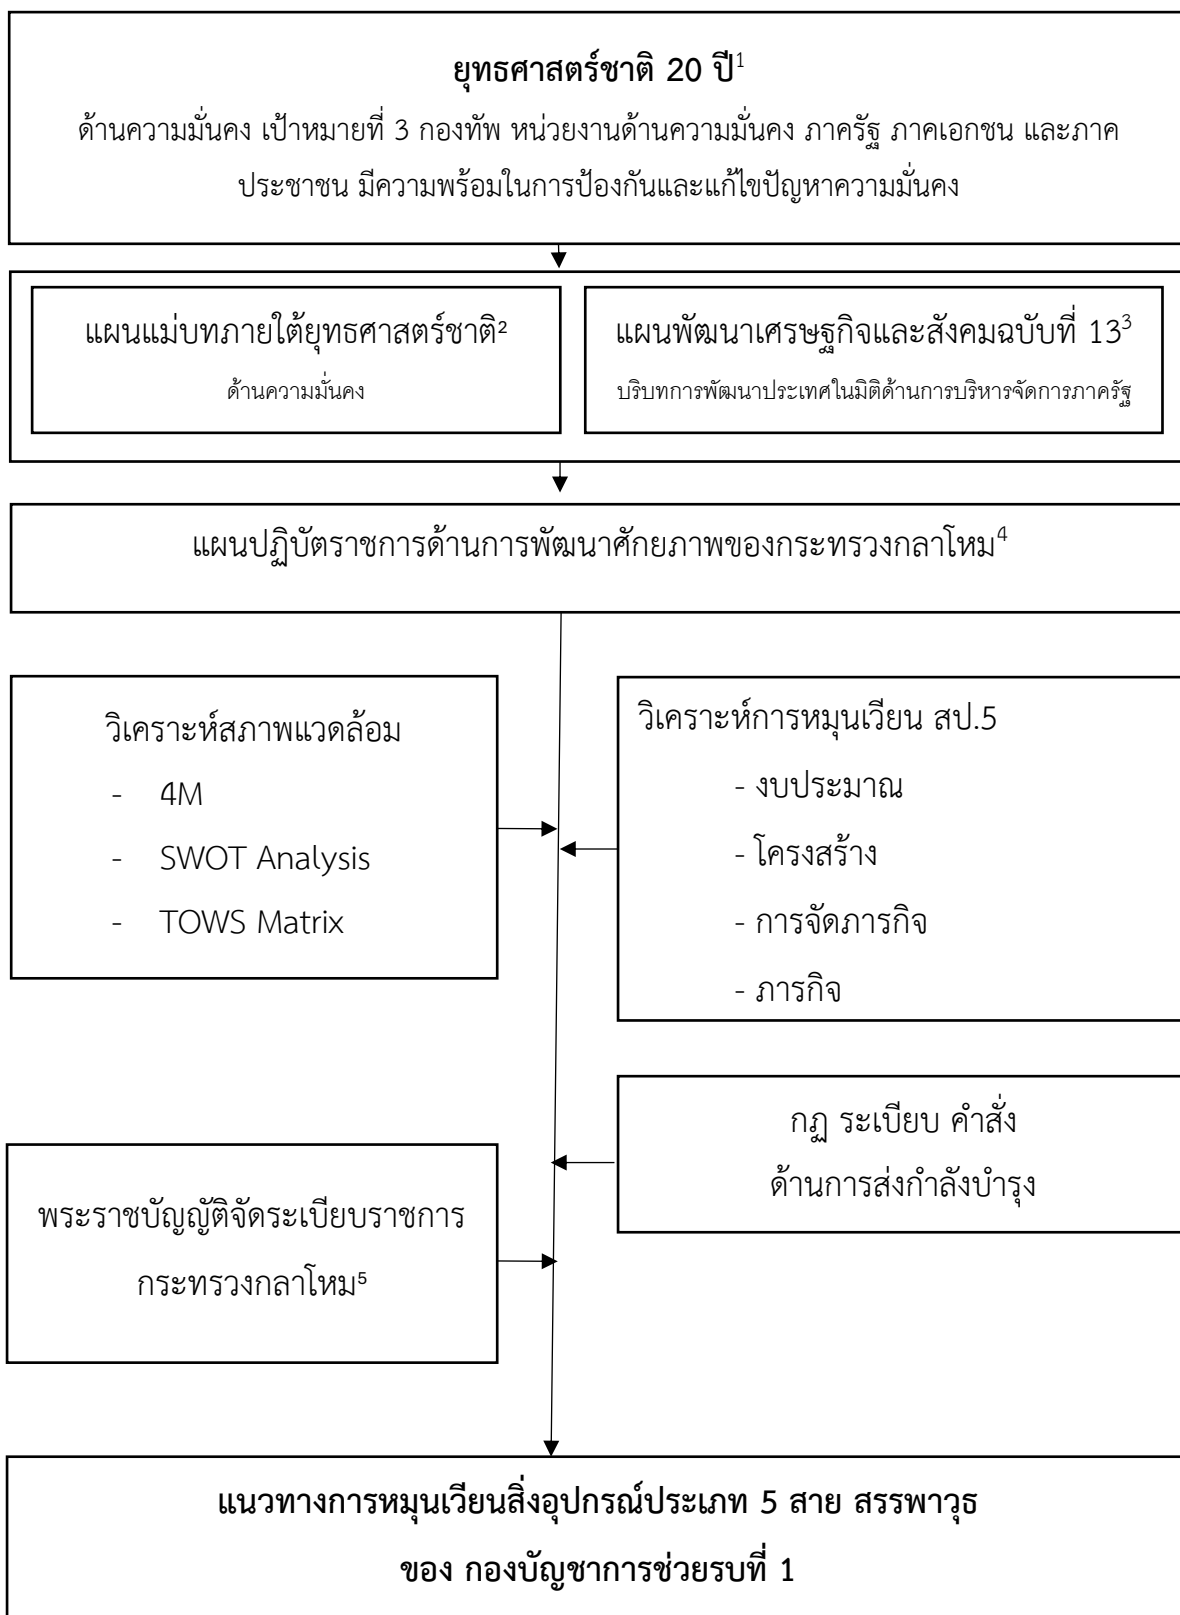 ยุทธศาสตร์ชาติ 20 ปี¹
ด้านความมั่นคง เป้าหมายที่ 3 กองทัพ หน่วยงานด้านความมั่นคง ภาครัฐ ภาคเอกชน และภาค
ประชาชน มีความพร้อมในการป้องกันและแก้ไขปัญหาความมั่นคง
แผนแม่บทภายใต้ยุทธศาสตร์ชาติ²
ด้านความมั่นคง
แผนพัฒนาเศรษฐกิจและสังคมฉบับที่ 13³
บริบทการพัฒนาประเทศในมิติด้านการบริหารจัดการภาครัฐ
แผนปฏิบัตราชการด้านการพัฒนาศักยภาพของกระทรวงกลาโหม⁴
วิเคราะห์สภาพแวดล้อม
- 4M
- SWOT Analysis
- TOWS Matrix
วิเคราะห์การหมุนเวียน สป.5
- งบประมาณ
- โครงสร้าง
- การจัดภารกิจ
- ภารกิจ
กฏ ระเบียบ คำสั่ง
ด้านการส่งกำลังบำรุง
พระราชบัญญัติจัดระเบียบราชการ
กระทรวงกลาโหม⁵
แนวทางการหมุนเวียนสิ่งอุปกรณ์ประเภท 5 สาย สรรพาวุธ
ของ กองบัญชาการช่วยรบที่ 1